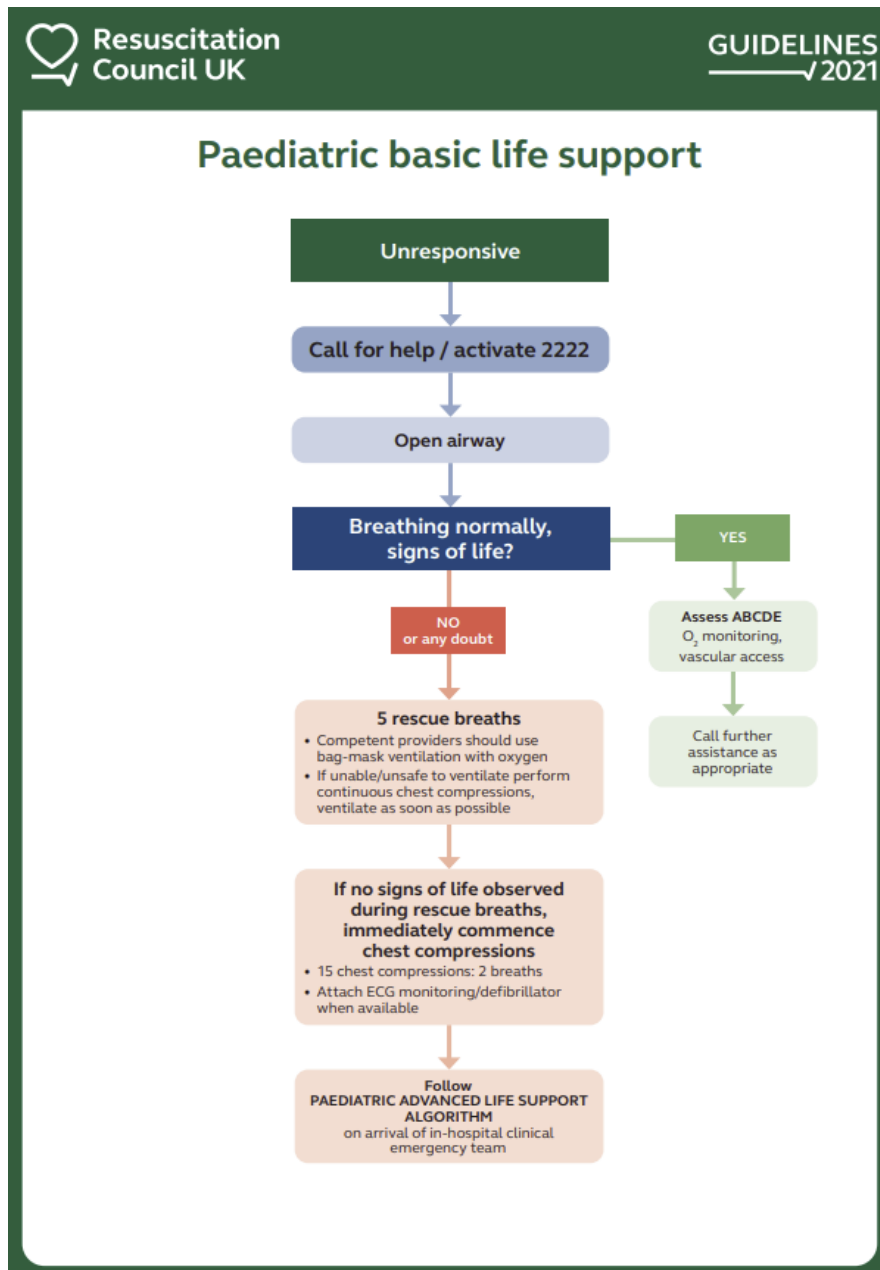 Resuscitation
Council UK
GUIDELINES
2021
Paediatric basic life support
Unresponsive
Call for help / activate 2222
Open airway
Breathing normally,
signs of life?
YES
NO
or any doubt
Assess ABCDE
O₂ monitoring,
vascular access
Call further
assistance as
appropriate
5 rescue breaths
• Competent providers should use
bag-mask ventilation with oxygen
• If unable/unsafe to ventilate perform
continuous chest compressions,
ventilate as soon as possible
If no signs of life observed
during rescue breaths,
immediately commence
chest compressions
• 15 chest compressions: 2 breaths
• Attach ECG monitoring/defibrillator
when available
Follow
PAEDIATRIC ADVANCED LIFE SUPPORT
ALGORITHM
on arrival of in-hospital clinical
emergency team